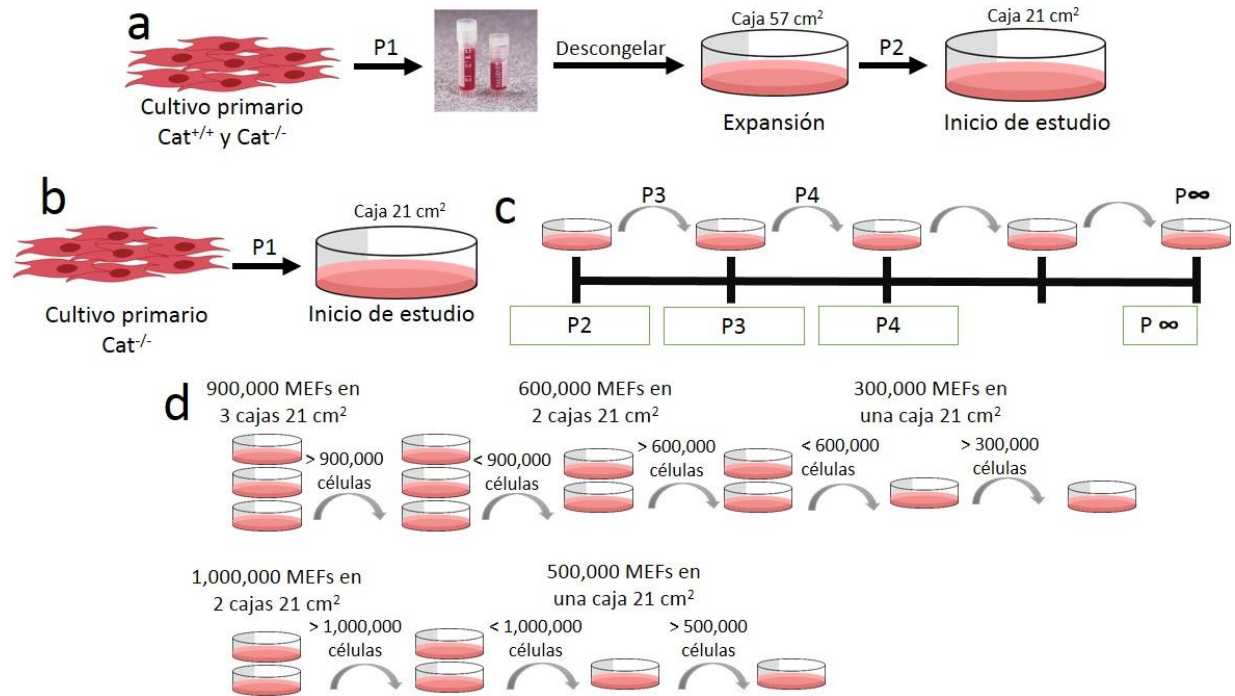 a
P1
Descongelar
Caja 57 cm²
P2
Caja 21 cm²
Cultivo primario
Cat⁺/⁺ y Cat⁻/⁻
Expansión
Inicio de estudio
b
P1
Caja 21 cm²
Cultivo primario
Cat⁻/⁻
Inicio de estudio
c
P3
P4
P∞
P2
P3
P4
P ∞
d
900,000 MEFs en
3 cajas 21 cm²
> 900,000
células
< 900,000
células
600,000 MEFs en
2 cajas 21 cm²
> 600,000
células
< 600,000
células
300,000 MEFs en
una caja 21 cm²
> 300,000
células
1,000,000 MEFs en
2 cajas 21 cm²
> 1,000,000
células
< 1,000,000
células
500,000 MEFs en
una caja 21 cm²
> 500,000
células